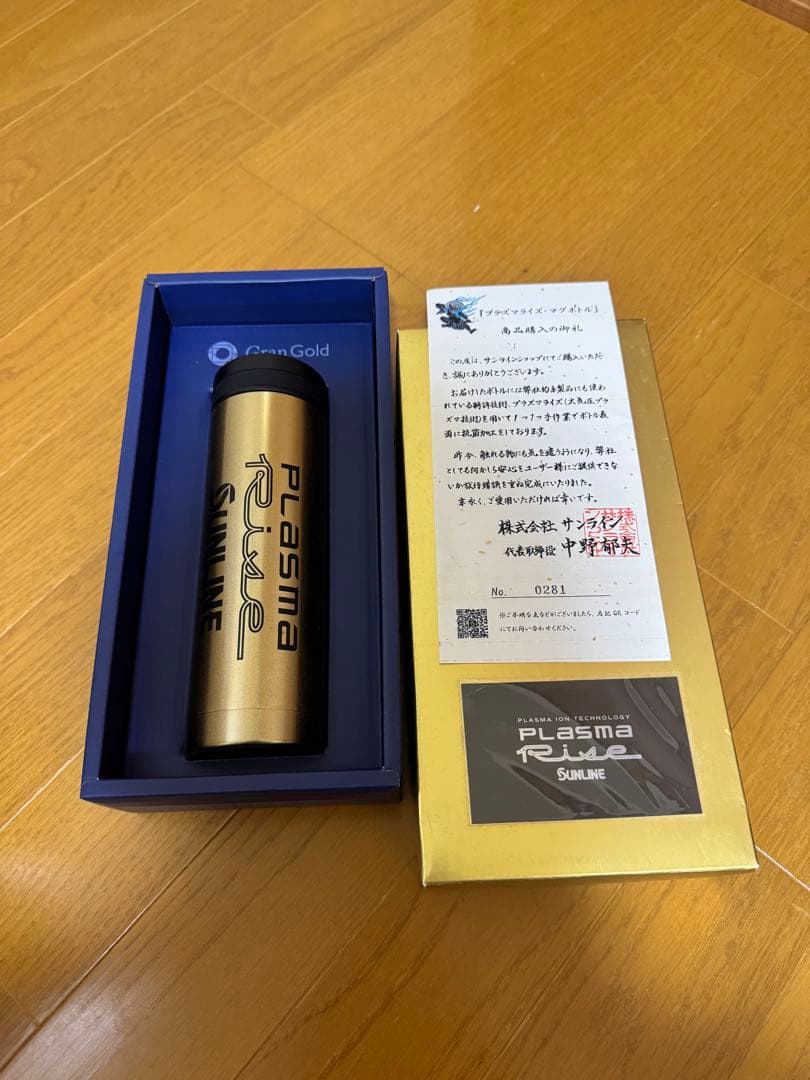 Gran Gold
PLasma
Rise
SUNLINE
『プラズマライズ・マグボトル』
商品購入の御礼
この度は、サンラインショップにてご購入いただ
き、誠にありがとうございます。
お届けしたボトルには弊社釣糸製品にも使わ
れている特許技術、プラズマライズ(大気圧プラ
ズマ技術)を用いて1つ1つ手作業でボトル表
面に抗菌加工をしております。
昨今、触れる物にも気を遣うようになり、弊社
としても何かしら安心をユーザー様にご提供できな
いか試行錯誤を重ね完成にいたりました。
末永く、ご使用いただければ幸いです。
株式会社 サンライン
代表取締役 中野郁夫
No. 0281
※ご不明な点などがございましたら、左記QRコード
にてお問い合わせください。
PLASMA ION TECHNOLOGY
PLasma
Rise
SUNLINE